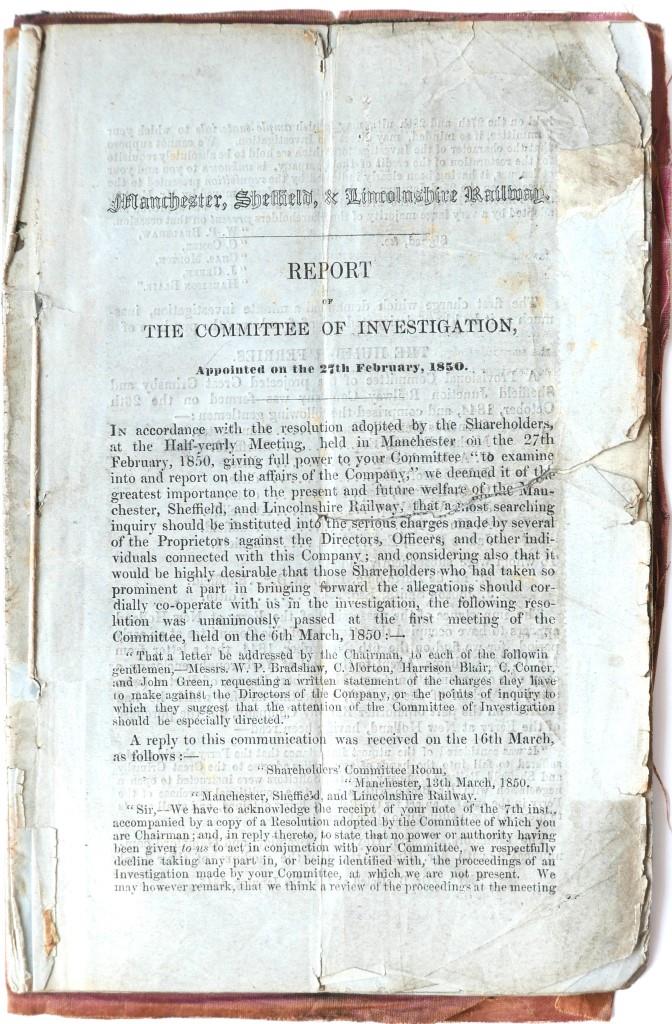 Manchester, Sheffield, & Lincolnshire Railway.
REPORT
OF
THE COMMITTEE OF INVESTIGATION,
Appointed on the 27th February, 1850.
IN accordance with the resolution adopted by the Shareholders,
at the Half-yearly Meeting, held in Manchester on the 27th
February, 1850, giving full power to your Committee "to examine
into and report on the affairs of the Company," we deemed it of the
greatest importance to the present and future welfare of the Man-
chester, Sheffield, and Lincolnshire Railway, that a most searching
inquiry should be instituted into the serious charges made by several
of the Proprietors against the Directors, Officers, and other indi-
viduals connected with this Company; and considering also that it
would be highly desirable that those Shareholders who had taken so
prominent a part in bringing forward the allegations should cor-
dially co-operate with us in the investigation, the following reso-
lution was unanimously passed at the first meeting of the
Committee, held on the 6th March, 1850:—
"That a letter be addressed by the Chairman, to each of the followin
gentlemen,—Messrs. W. P. Bradshaw, C. Morton, Harrison Blair, C. Comer,
and John Green, requesting a written statement of the charges they have
to make against the Directors of the Company, or the points of inquiry to
which they suggest that the attention of the Committee of Investigation
should be especially directed."
A reply to this communication was received on the 16th March,
as follows:—
"Shareholders' Committee Room,
"Manchester, 13th March, 1850.
"Manchester, Sheffield, and Lincolnshire Railway.
"Sir,—We have to acknowledge the receipt of your note of the 7th inst.,
accompanied by a copy of a Resolution adopted by the Committee of which you
are Chairman; and, in reply thereto, to state that no power or authority having
been given to us to act in conjunction with your Committee, we respectfully
decline taking any part in, or being identified with, the proceedings of an
Investigation made by your Committee, at which we are not present. We
may however remark, that we think a review of the proceedings at the meeting